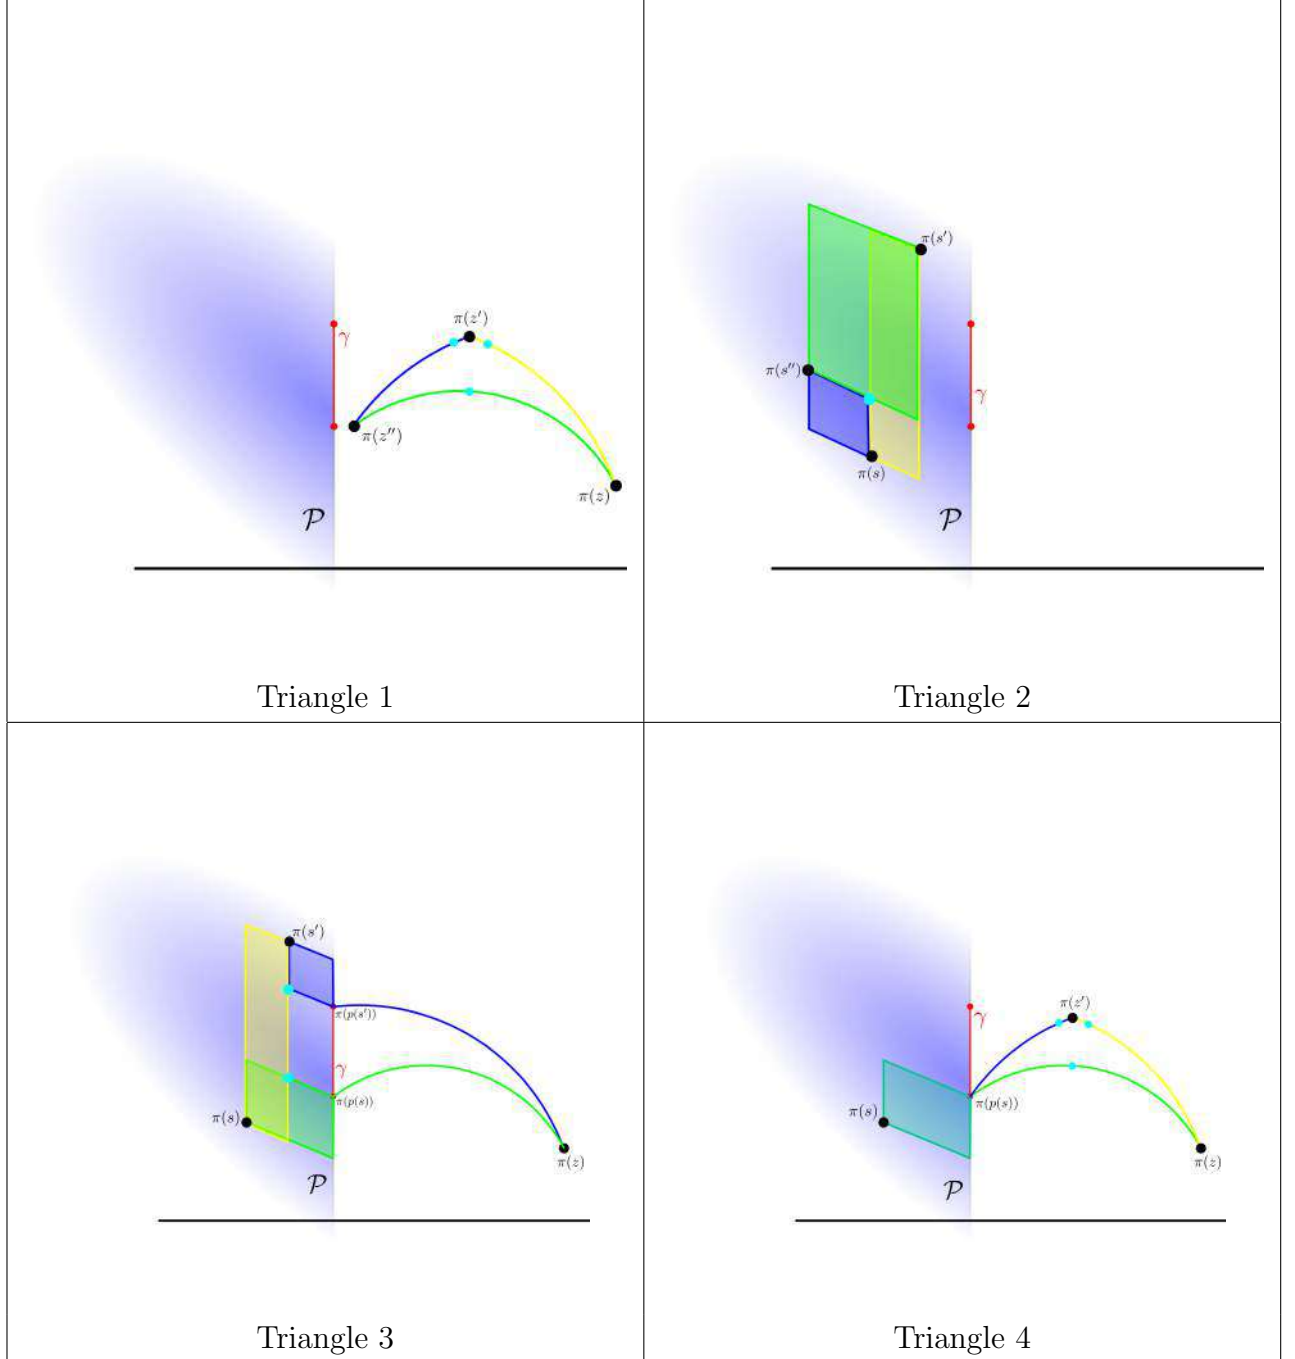 π(z′)
γ
π(z″)
π(z)
𝒫
Triangle 1
π(s′)
π(s″)
γ
π(s)
𝒫
Triangle 2
π(s′)
π(p(s′))
γ
π(p(s))
π(s)
π(z)
𝒫
Triangle 3
π(z′)
γ
π(p(s))
π(s)
π(z)
𝒫
Triangle 4